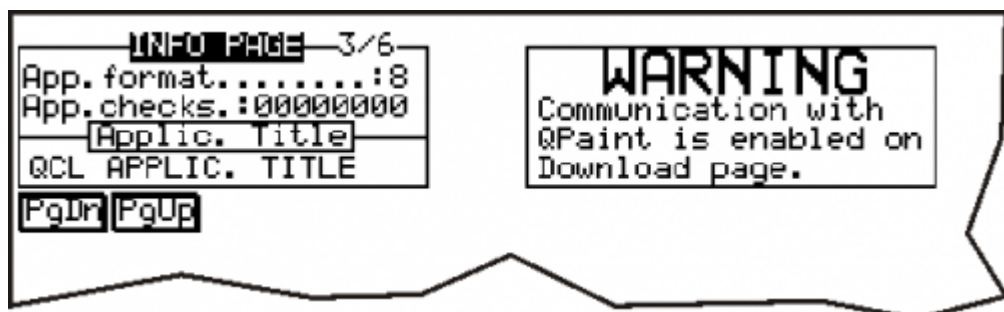 INFO PAGE 3/6
App.format........:8
App.checks.:00000000
Applic. Title
QCL APPLIC. TITLE
PgDn PgUp
WARNING
Communication with
QPaint is enabled on
Download page.